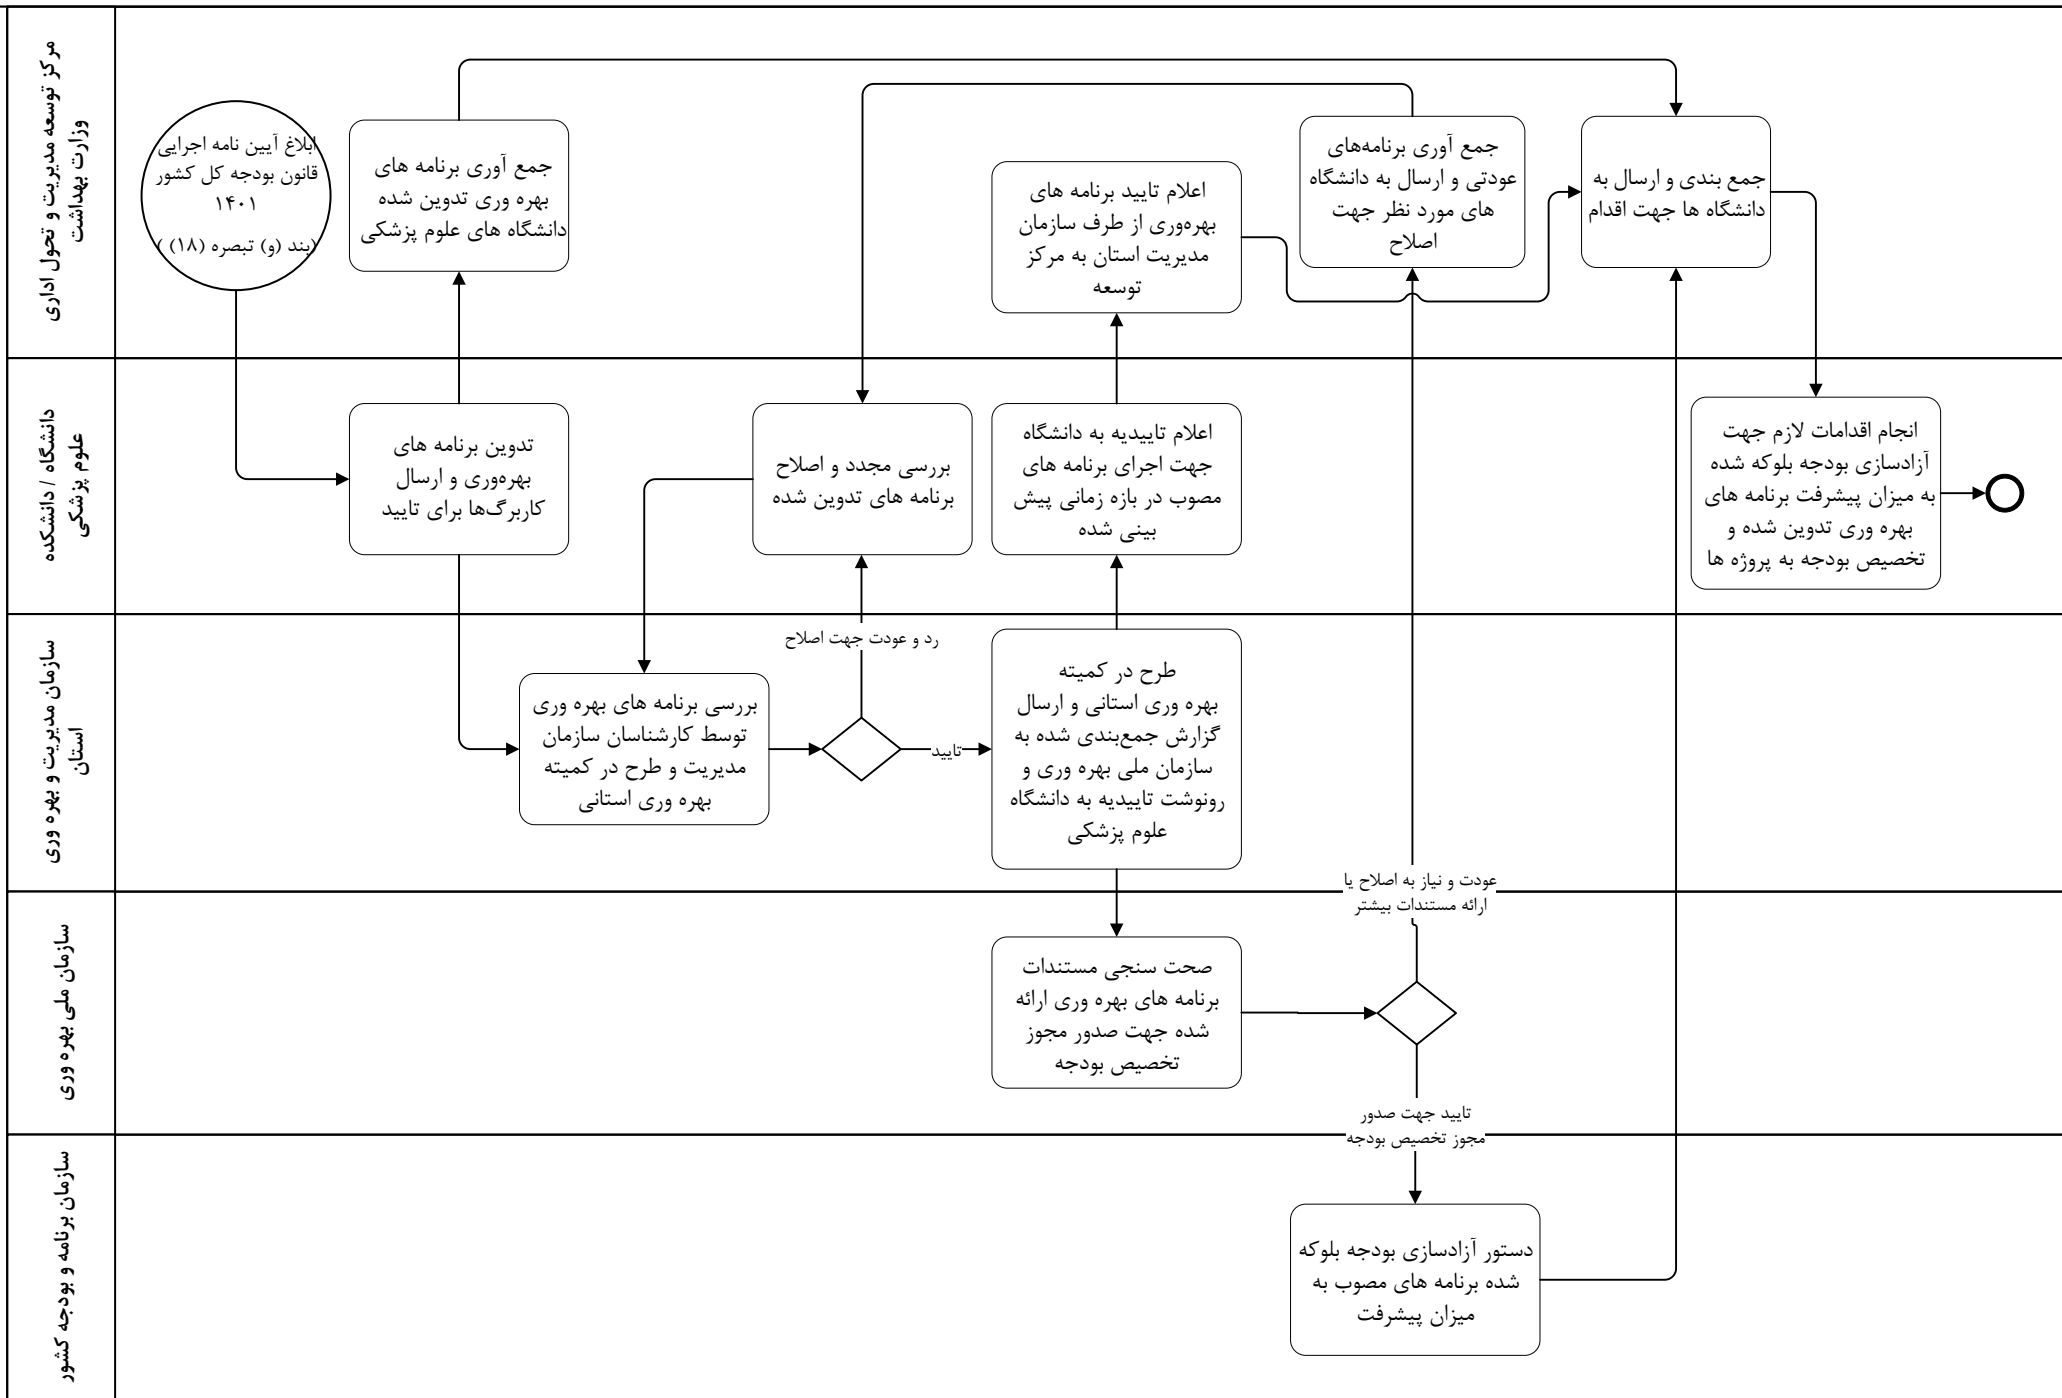 مرکز توسعه مدیریت و تحول اداری
وزارت بهداشت
ابلاغ آیین نامه اجرایی
قانون بودجه کل کشور
۱۴۰۱
(بند (و) تبصره (۱۸) )
جمع آوری برنامه های
بهره وری تدوین شده
دانشگاه های علوم پزشکی
اعلام تایید برنامه های
بهره‌وری از طرف سازمان
مدیریت استان به مرکز
توسعه
جمع آوری برنامه‌های
عودتی و ارسال به دانشگاه
های مورد نظر جهت
اصلاح
جمع بندی و ارسال به
دانشگاه ها جهت اقدام
دانشگاه / دانشکده
علوم پزشکی
تدوین برنامه های
بهره‌وری و ارسال
کاربرگ‌ها برای تایید
بررسی مجدد و اصلاح
برنامه های تدوین شده
اعلام تاییدیه به دانشگاه
جهت اجرای برنامه های
مصوب در بازه زمانی پیش
بینی شده
انجام اقدامات لازم جهت
آزادسازی بودجه بلوکه شده
به میزان پیشرفت برنامه های
بهره وری تدوین شده و
تخصیص بودجه به پروژه ها
سازمان مدیریت و بهره وری
استان
بررسی برنامه های بهره وری
توسط کارشناسان سازمان
مدیریت و طرح در کمیته
بهره وری استانی
رد و عودت جهت اصلاح
تایید
طرح در کمیته
بهره وری استانی و ارسال
گزارش جمع‌بندی شده به
سازمان ملی بهره وری و
رونوشت تاییدیه به دانشگاه
علوم پزشکی
عودت و نیاز به اصلاح یا
ارائه مستندات بیشتر
سازمان ملی بهره وری
صحت سنجی مستندات
برنامه های بهره وری ارائه
شده جهت صدور مجوز
تخصیص بودجه
تایید جهت صدور
مجوز تخصیص بودجه
سازمان برنامه و بودجه کشور
دستور آزادسازی بودجه بلوکه
شده برنامه های مصوب به
میزان پیشرفت